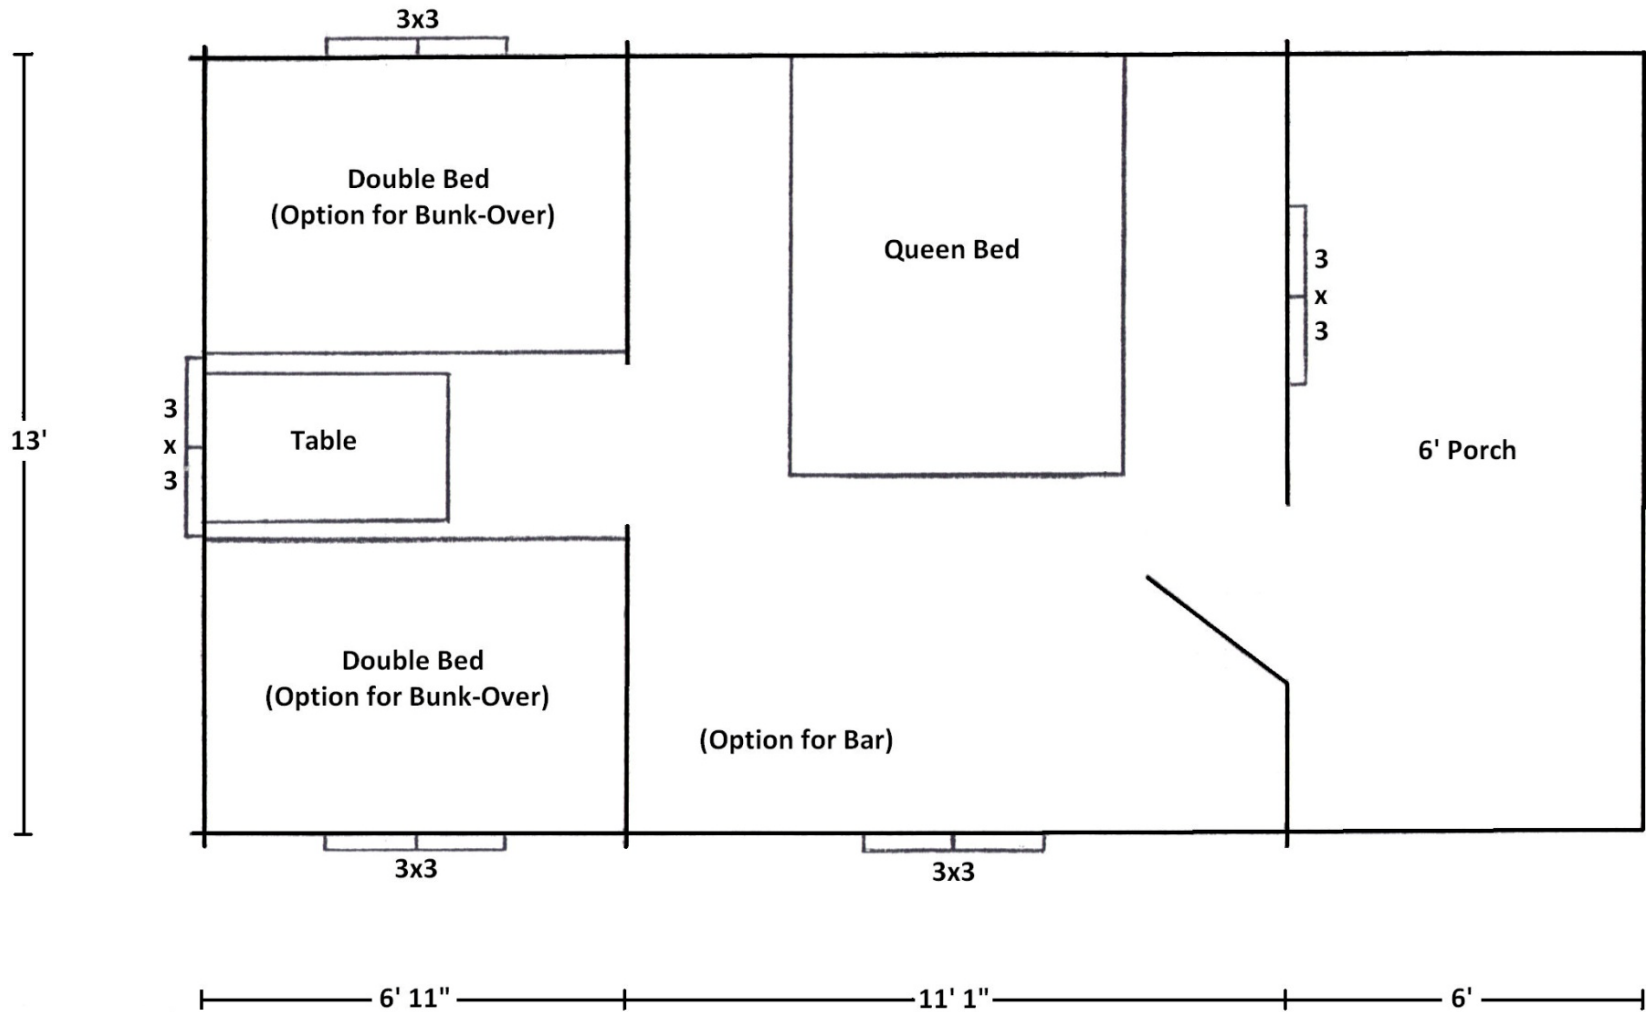 3x3
Double Bed
(Option for Bunk-Over)
Queen Bed
3
x
3
3
x
3
13'
Table
6' Porch
Double Bed
(Option for Bunk-Over)
(Option for Bar)
3x3
3x3
6' 11"
11' 1"
6'